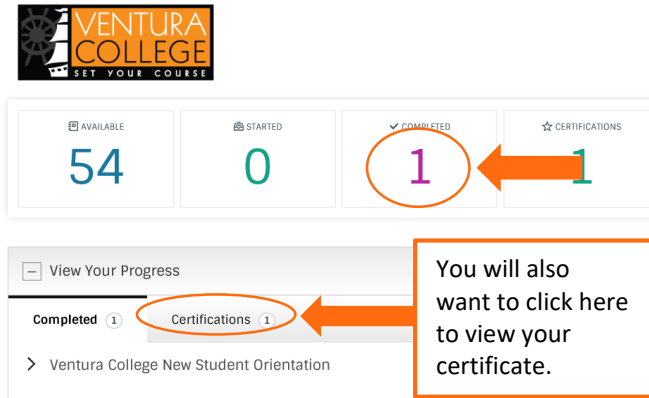 VENTURA
COLLEGE
SET YOUR COURSE
AVAILABLE
54
STARTED
0
COMPLETED
1
CERTIFICATIONS
1
View Your Progress
Completed 1
Certifications 1
Ventura College New Student Orientation
You will also
want to click here
to view your
certificate.